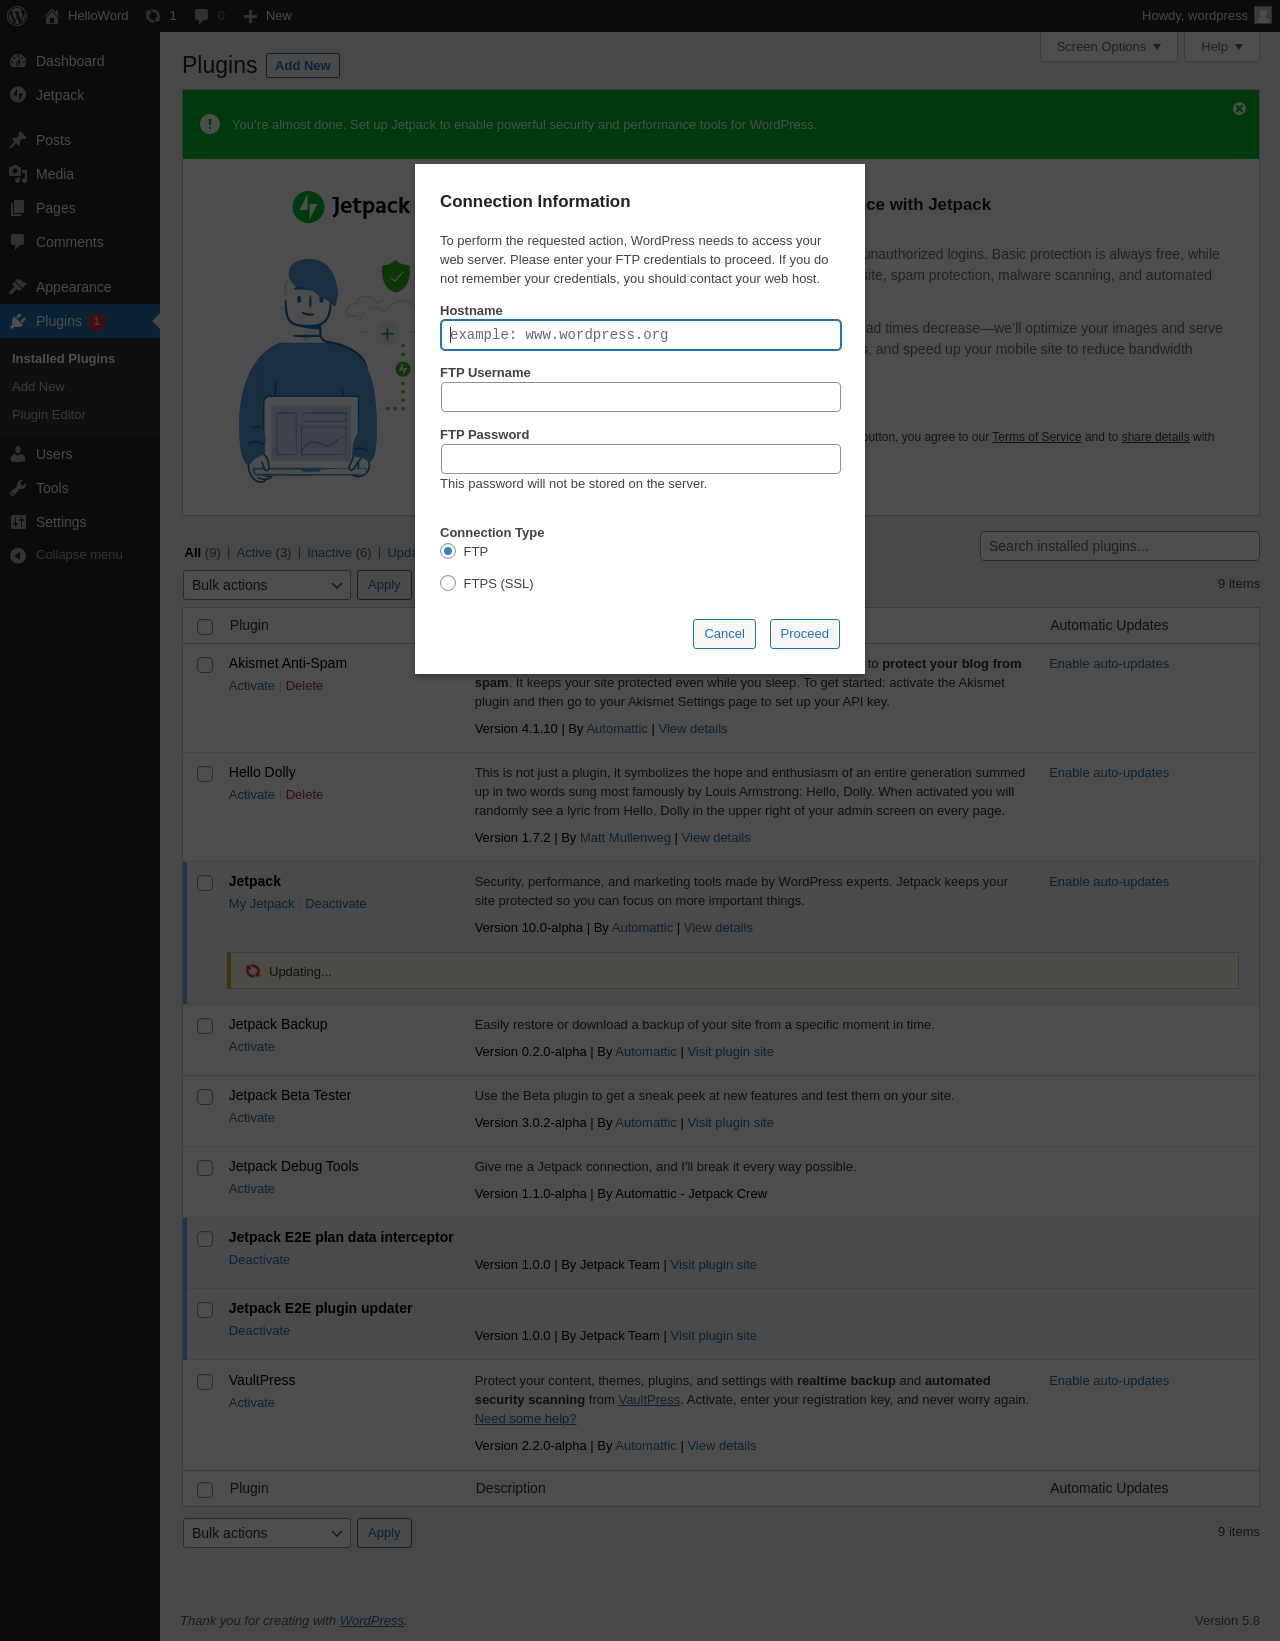 HelloWord 1 0 New Howdy, wordpress
Screen Options Help
Dashboard
Jetpack
Posts
Media
Pages
Comments
Appearance
Plugins 1
Installed Plugins
Add New
Plugin Editor
Users
Tools
Settings
Collapse menu
Plugins Add New
You're almost done. Set up Jetpack to enable powerful security and performance tools for WordPress.
Jetpack
ce with Jetpack
unauthorized logins. Basic protection is always free, while
site, spam protection, malware scanning, and automated
ad times decrease—we'll optimize your images and serve
, and speed up your mobile site to reduce bandwidth
button, you agree to our Terms of Service and to share details with
Connection Information
To perform the requested action, WordPress needs to access your
web server. Please enter your FTP credentials to proceed. If you do
not remember your credentials, you should contact your web host.
Hostname
example: www.wordpress.org
FTP Username
FTP Password
This password will not be stored on the server.
Connection Type
FTP
FTPS (SSL)
Cancel Proceed
All (9) | Active (3) | Inactive (6) | Upda
Search installed plugins...
Bulk actions Apply
9 items
Plugin Automatic Updates
Akismet Anti-Spam
Activate | Delete
to protect your blog from
spam. It keeps your site protected even while you sleep. To get started: activate the Akismet
plugin and then go to your Akismet Settings page to set up your API key.
Version 4.1.10 | By Automattic | View details
Enable auto-updates
Hello Dolly
Activate | Delete
This is not just a plugin, it symbolizes the hope and enthusiasm of an entire generation summed
up in two words sung most famously by Louis Armstrong: Hello, Dolly. When activated you will
randomly see a lyric from Hello, Dolly in the upper right of your admin screen on every page.
Version 1.7.2 | By Matt Mullenweg | View details
Enable auto-updates
Jetpack
My Jetpack | Deactivate
Security, performance, and marketing tools made by WordPress experts. Jetpack keeps your
site protected so you can focus on more important things.
Version 10.0-alpha | By Automattic | View details
Enable auto-updates
Updating...
Jetpack Backup
Activate
Easily restore or download a backup of your site from a specific moment in time.
Version 0.2.0-alpha | By Automattic | Visit plugin site
Jetpack Beta Tester
Activate
Use the Beta plugin to get a sneak peek at new features and test them on your site.
Version 3.0.2-alpha | By Automattic | Visit plugin site
Jetpack Debug Tools
Activate
Give me a Jetpack connection, and I'll break it every way possible.
Version 1.1.0-alpha | By Automattic - Jetpack Crew
Jetpack E2E plan data interceptor
Deactivate
Version 1.0.0 | By Jetpack Team | Visit plugin site
Jetpack E2E plugin updater
Deactivate
Version 1.0.0 | By Jetpack Team | Visit plugin site
VaultPress
Activate
Protect your content, themes, plugins, and settings with realtime backup and automated
security scanning from VaultPress. Activate, enter your registration key, and never worry again.
Need some help?
Version 2.2.0-alpha | By Automattic | View details
Enable auto-updates
Plugin Description Automatic Updates
Bulk actions Apply
9 items
Thank you for creating with WordPress.
Version 5.8